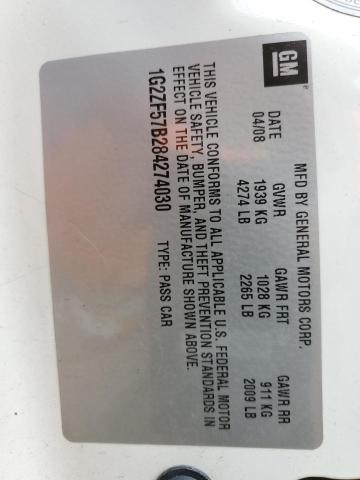 GM
MFD BY GENERAL MOTORS CORP.
DATE GVWR GAWR FRT GAWR RR
04/08 1939 KG 1028 KG 911 KG
4274 LB 2265 LB 2009 LB
THIS VEHICLE CONFORMS TO ALL APPLICABLE U.S. FEDERAL MOTOR
VEHICLE SAFETY, BUMPER, AND THEFT PREVENTION STANDARDS IN
EFFECT ON THE DATE OF MANUFACTURE SHOWN ABOVE.
1G2ZF57B284274030 TYPE: PASS CAR